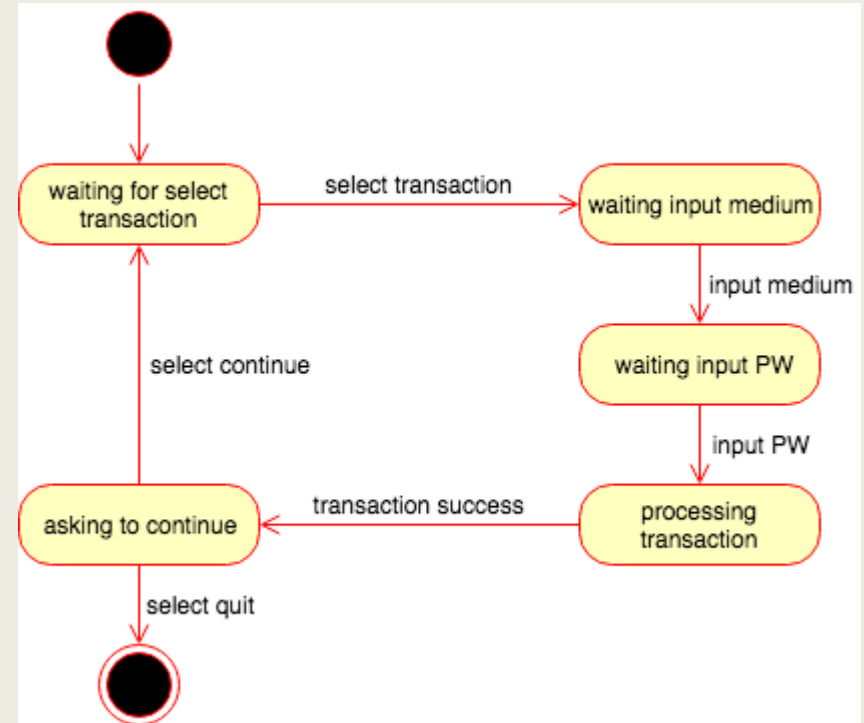 waiting for select
transaction
select transaction
waiting input medium
input medium
select continue
waiting input PW
input PW
asking to continue
transaction success
processing
transaction
select quit